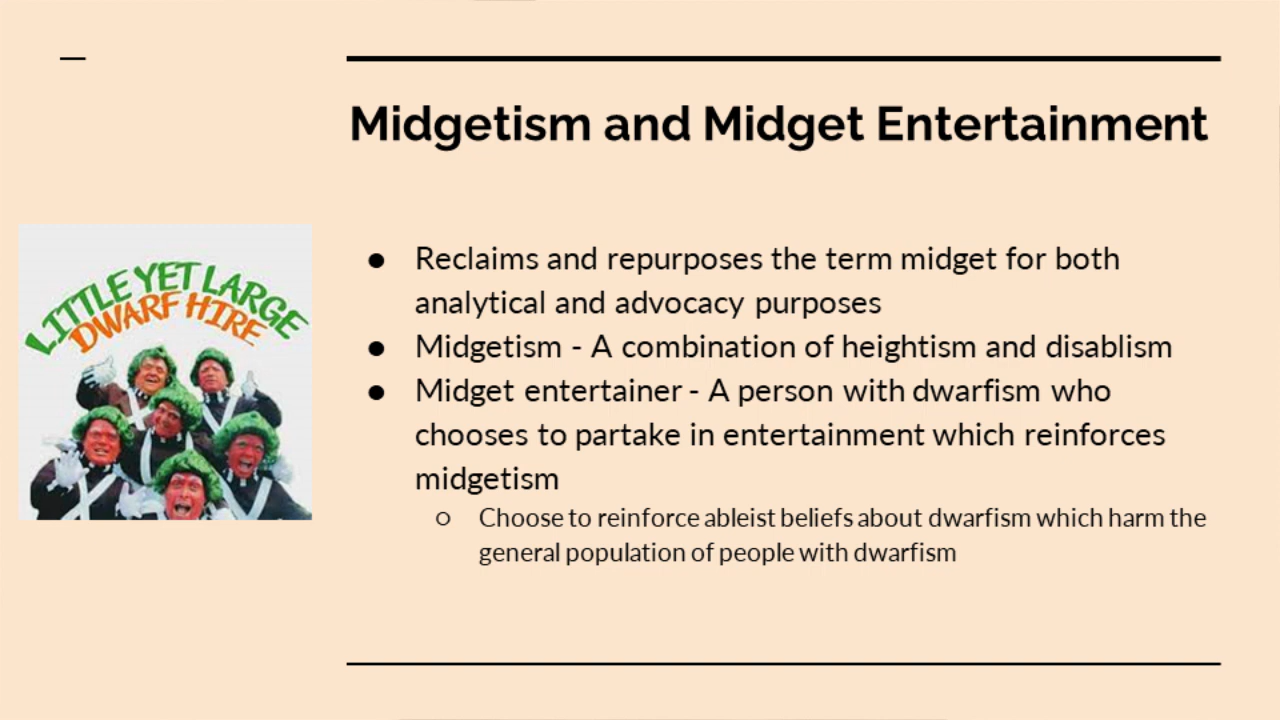 Midgetism and Midget Entertainment
LITTLE YET LARGE
DWARF HIRE
● Reclaims and repurposes the term midget for both
analytical and advocacy purposes
● Midgetism - A combination of heightism and disablism
● Midget entertainer - A person with dwarfism who
chooses to partake in entertainment which reinforces
midgetism
○ Choose to reinforce ableist beliefs about dwarfism which harm the
general population of people with dwarfism